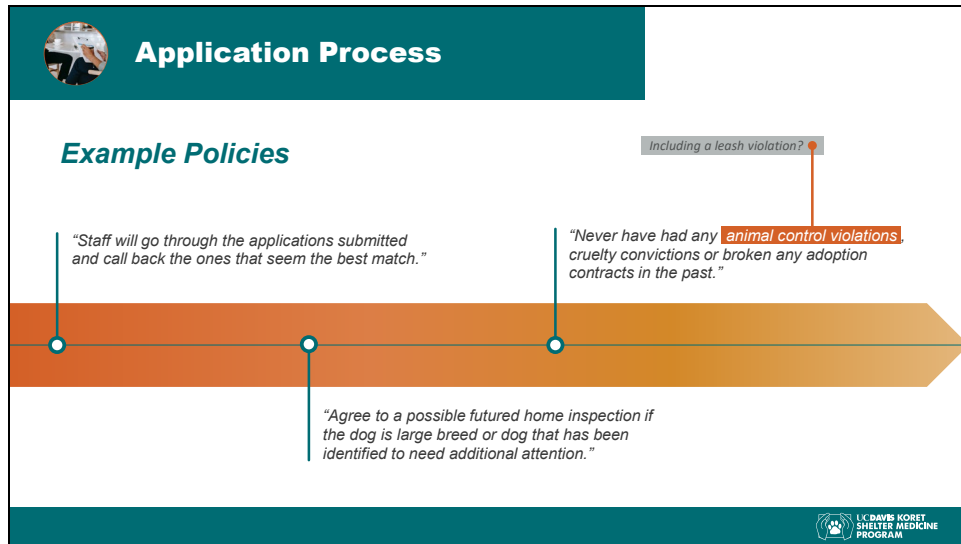 Application Process
Example Policies
Including a leash violation?
“Staff will go through the applications submitted
and call back the ones that seem the best match.”
“Never have had any animal control violations,
cruelty convictions or broken any adoption
contracts in the past.”
“Agree to a possible futured home inspection if
the dog is large breed or dog that has been
identified to need additional attention.”
UCDAVIS KORET
SHELTER MEDICINE
PROGRAM